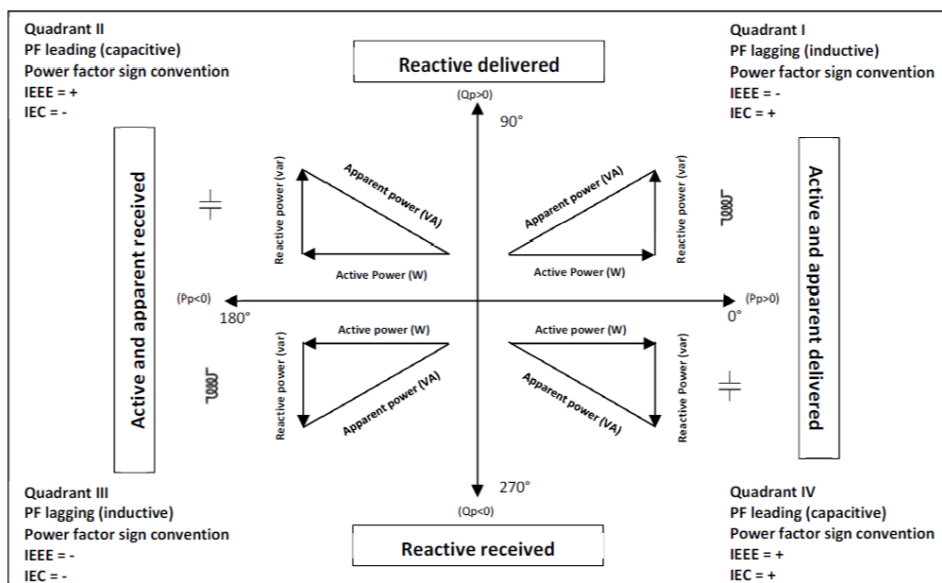 Quadrant II
PF leading (capacitive)
Power factor sign convention
IEEE = +
IEC = -
Reactive delivered
(Qp>0)
90°
Quadrant I
PF lagging (inductive)
Power factor sign convention
IEEE = -
IEC = +
Active and apparent received
Reactive power (var)
Apparent power (VA)
Active Power (W)
Apparent power (VA)
Reactive power (var)
Active Power (W)
Active and apparent delivered
(Pp<0)
180°
0°
(Pp>0)
Active power (W)
Reactive power (var)
Apparent power (VA)
Active power (W)
Apparent power (VA)
Reactive Power (var)
270°
(Qp<0)
Reactive received
Quadrant III
PF lagging (inductive)
Power factor sign convention
IEEE = -
IEC = -
Quadrant IV
PF leading (capacitive)
Power factor sign convention
IEEE = +
IEC = +